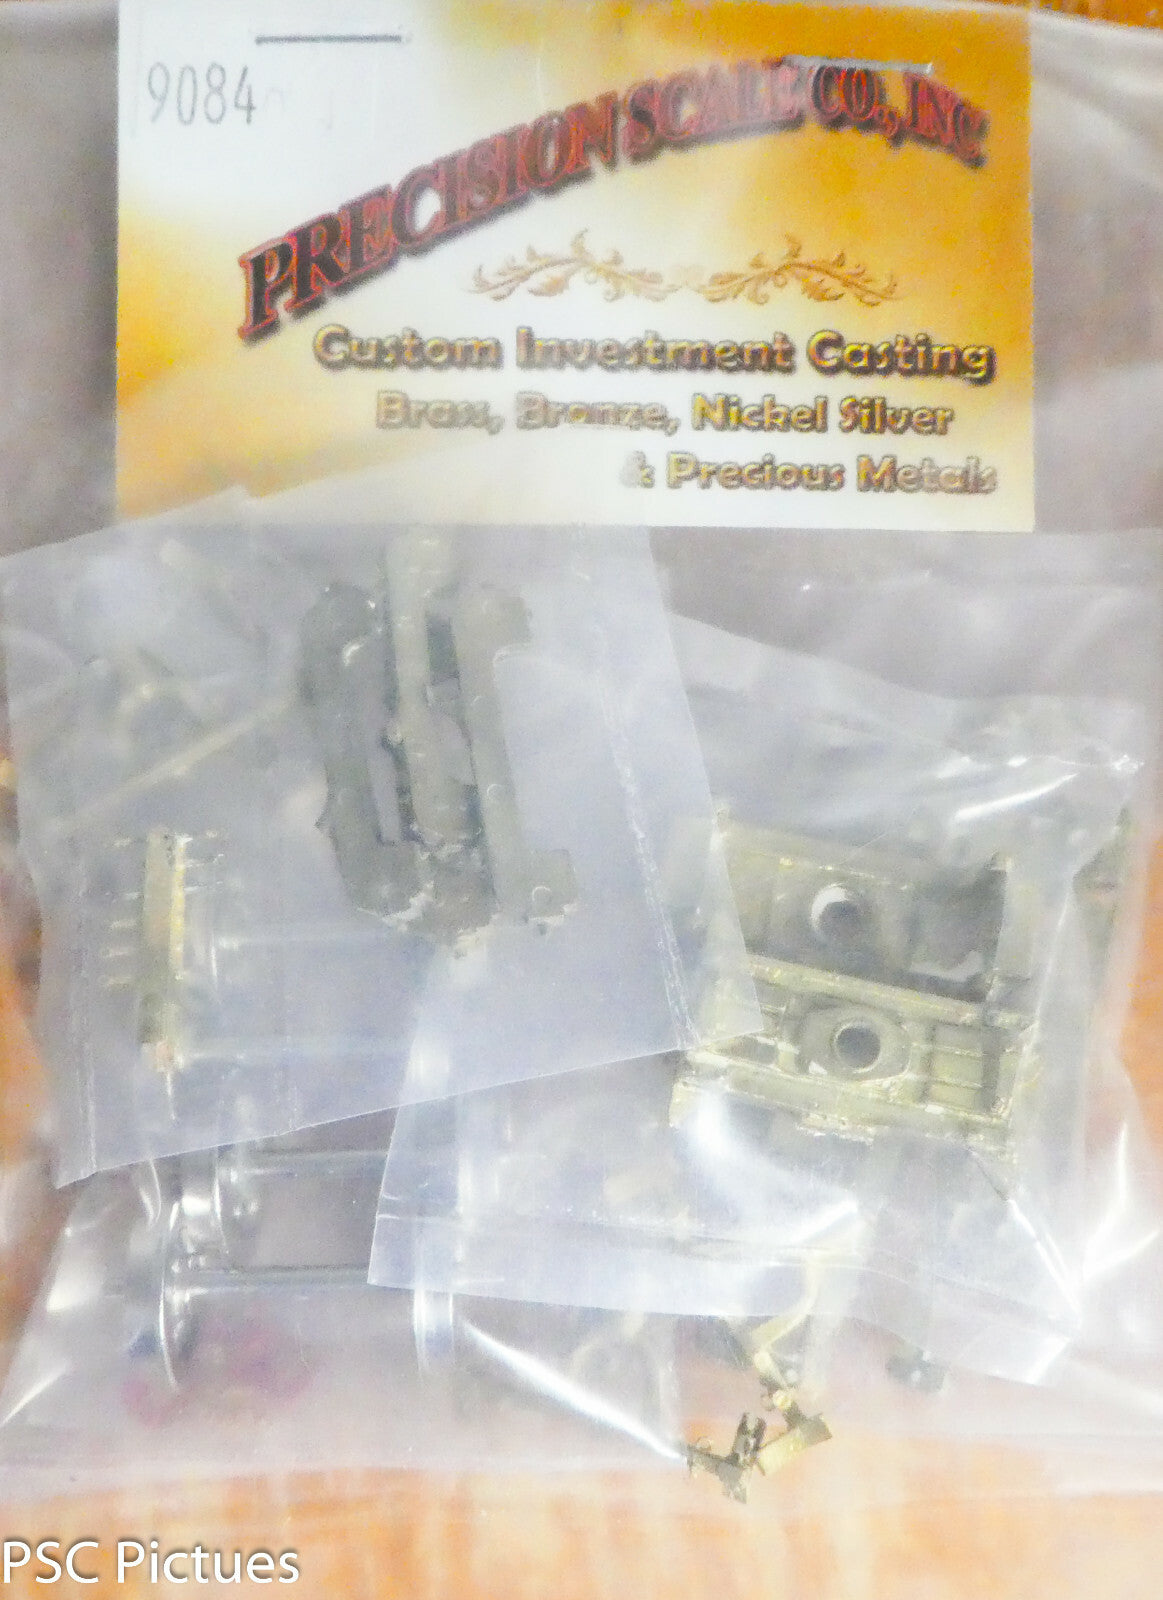 9084
PRECISION SCALE CO., INC
Custom Investment Casting
Brass, Bronze, Nickel Silver
& Precious Metals
PSC Pictues